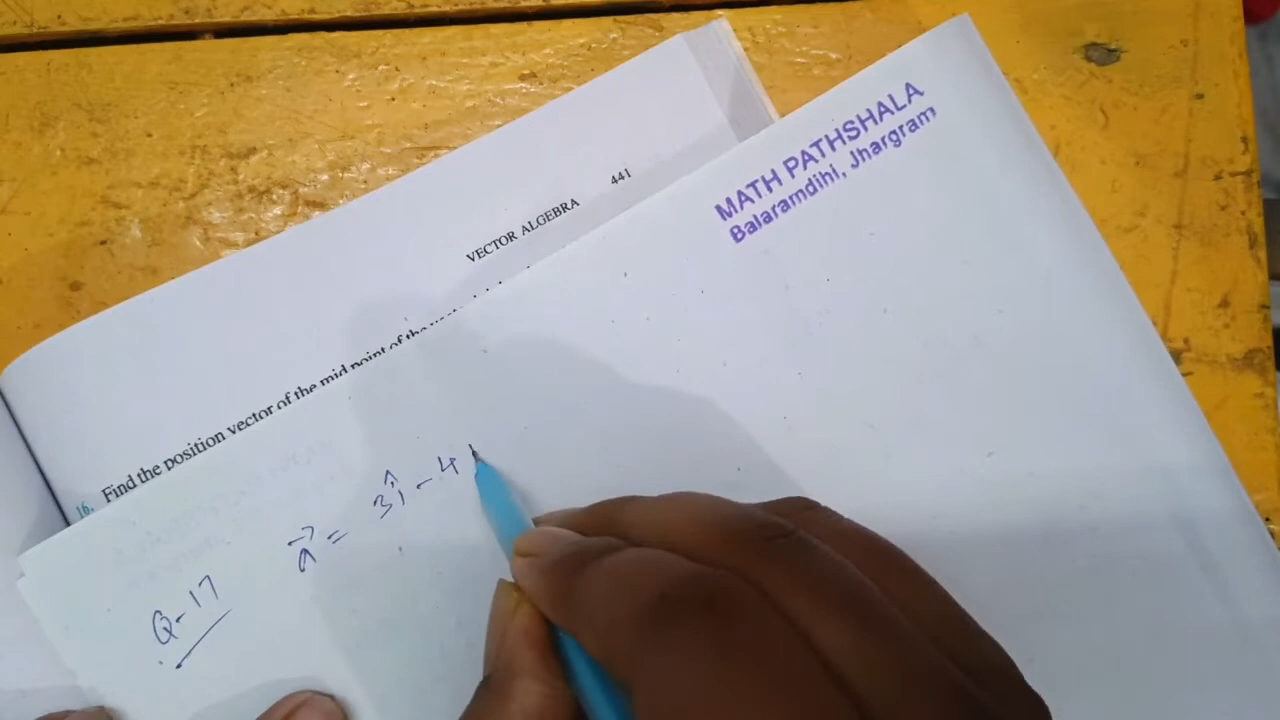 VECTOR ALGEBRA 441
16. Find the position vector of the mid point of the
MATH PATHSHALA
Balaramdihi, Jhargram
Q-17 a⃗ = 3î - 4